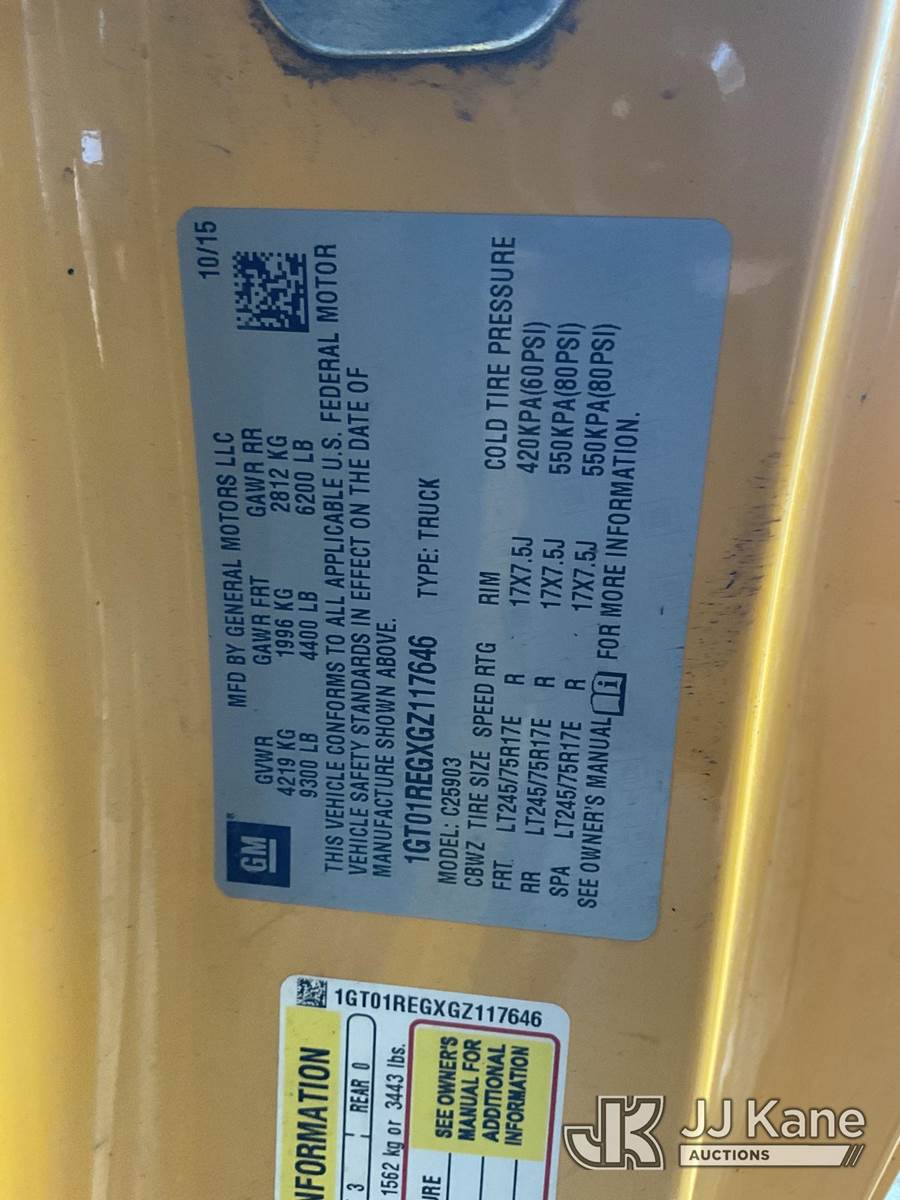 MFD BY GENERAL MOTORS LLC 10/15
GM
GVWR GAWR FRT GAWR RR
4219 KG 1996 KG 2812 KG
9300 LB 4400 LB 6200 LB
THIS VEHICLE CONFORMS TO ALL APPLICABLE U.S. FEDERAL MOTOR
VEHICLE SAFETY STANDARDS IN EFFECT ON THE DATE OF
MANUFACTURE SHOWN ABOVE.
1GT01REGXGZ117646 TYPE: TRUCK
MODEL: C25903
CBWZ TIRE SIZE SPEED RTG RIM COLD TIRE PRESSURE
FRT LT245/75R17E R 17X7.5J 420KPA(60PSI)
RR LT245/75R17E R 17X7.5J 550KPA(80PSI)
SPA LT245/75R17E R 17X7.5J 550KPA(80PSI)
SEE OWNER'S MANUAL i FOR MORE INFORMATION.
1GT01REGXGZ117646
NFORMATION
3 REAR 0
1562 kg or 3443 lbs.
URE
SEE OWNER'S
MANUAL FOR
ADDITIONAL
INFORMATION
JK JJ Kane
AUCTIONS